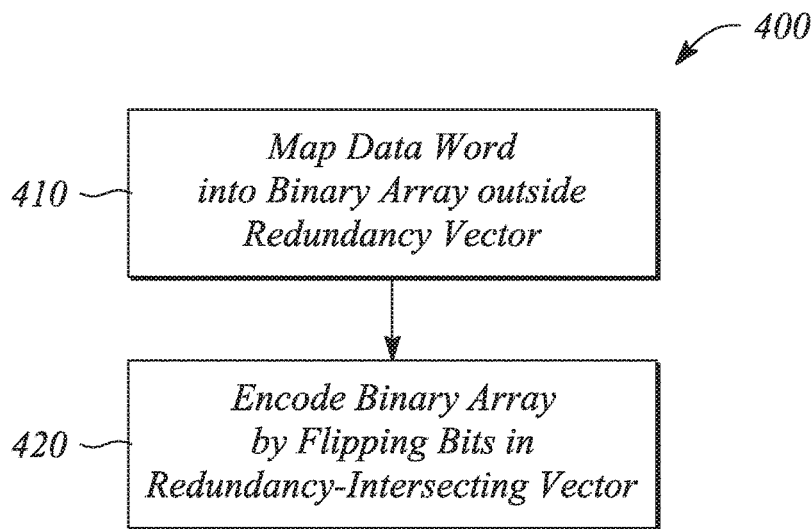 400
Map Data Word
into Binary Array outside
Redundancy Vector
410
Encode Binary Array
by Flipping Bits in
Redundancy-Intersecting Vector
420